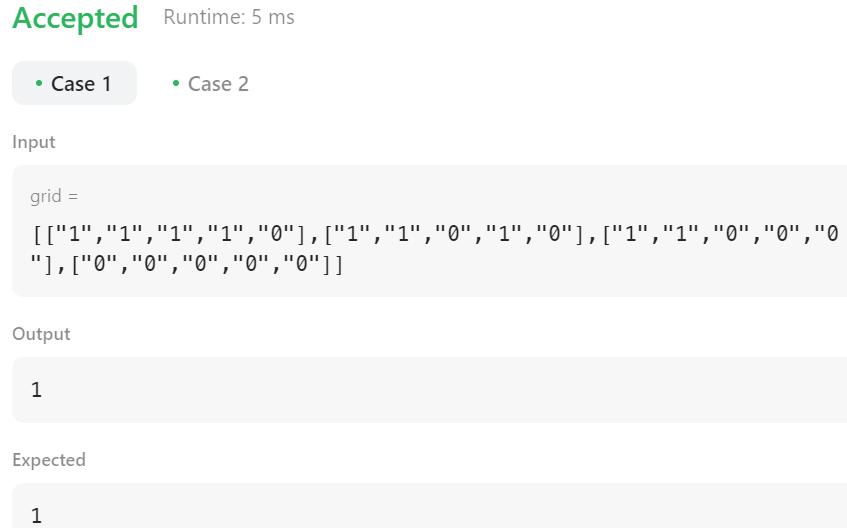 Accepted Runtime: 5 ms
• Case 1 • Case 2
Input
grid =
[["1","1","1","1","0"],["1","1","0","1","0"],["1","1","0","0","0
"],["0","0","0","0","0"]]
Output
1
Expected
1